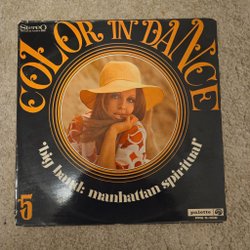 STEREO
COLOR IN DANCE
'big band: manhattan spiritual'
5
palette